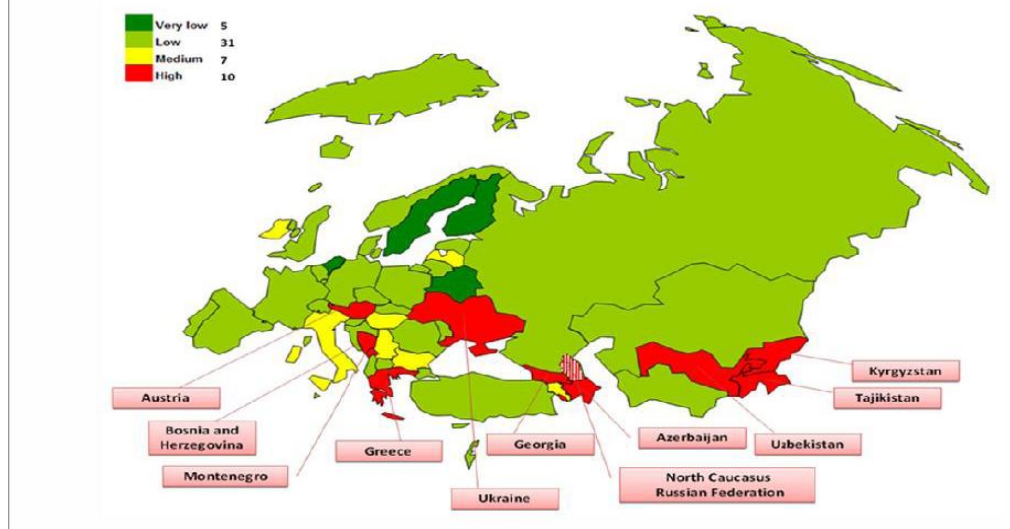 Very low 5
Low 31
Medium 7
High 10
Kyrgyzstan
Tajikistan
Austria
Bosnia and
Herzegovina
Greece
Georgia
Azerbaijan
Uzbekistan
Montenegro
Ukraine
North Caucasus
Russian Federation